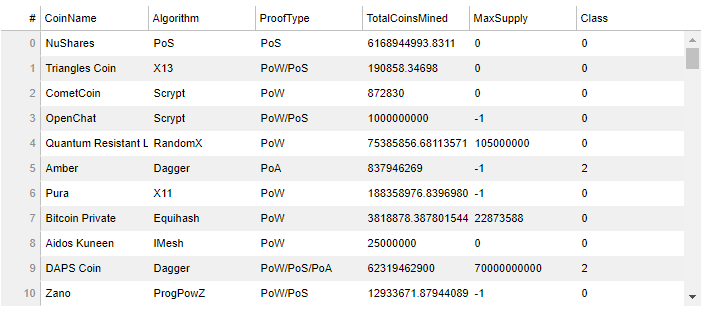 # CoinName Algorithm ProofType TotalCoinsMined MaxSupply Class
0 NuShares PoS PoS 6168944993.8311 0 0
1 Triangles Coin X13 PoW/PoS 190858.34698 0 0
2 CometCoin Scrypt PoW 872830 0 0
3 OpenChat Scrypt PoW/PoS 1000000000 -1 0
4 Quantum Resistant L RandomX PoW 75385856.68113571 105000000 0
5 Amber Dagger PoA 837946269 -1 2
6 Pura X11 PoW 188358976.8396980 -1 0
7 Bitcoin Private Equihash PoW 3818878.387801544 22873588 0
8 Aidos Kuneen IMesh PoW 25000000 0 0
9 DAPS Coin Dagger PoW/PoS/PoA 62319462900 70000000000 2
10 Zano ProgPowZ PoW/PoS 12933671.87944089 -1 0